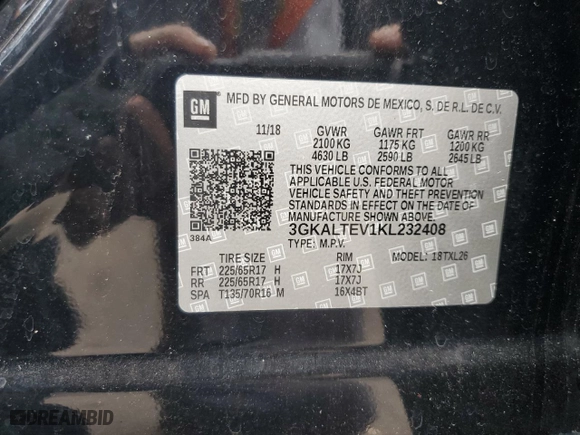 GM
MFD BY GENERAL MOTORS DE MEXICO, S. DE R.L. DE C.V.
11/18 GVWR GAWR FRT GAWR RR
2100 KG 1175 KG 1200 KG
4630 LB 2590 LB 2645 LB
THIS VEHICLE CONFORMS TO ALL
APPLICABLE U.S. FEDERAL MOTOR
VEHICLE SAFETY AND THEFT PREVENTION
STANDARDS IN EFFECT ON THE DATE OF
MANUFACTURE SHOWN ABOVE.
384A
3GKALTEV1KL232408
TYPE: M.P.V. MODEL: 18TXL26
TIRE SIZE RIM
FRT 225/65R17 H 17X7J
RR 225/65R17 H 17X7J
SPA T135/70R16 M 16X4BT
DREAMBID